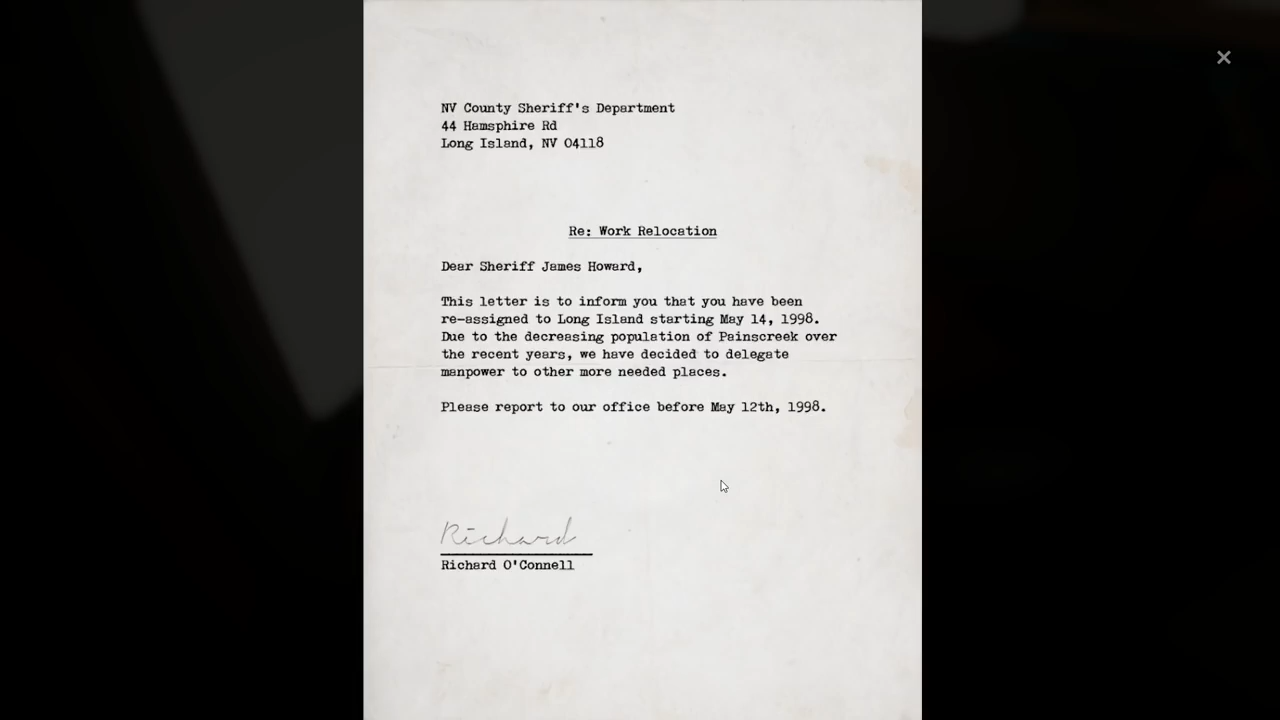 NV County Sheriff's Department
44 Hamsphire Rd
Long Island, NV 04118
Re: Work Relocation
Dear Sheriff James Howard,
This letter is to inform you that you have been
re-assigned to Long Island starting May 14, 1998.
Due to the decreasing population of Painscreek over
the recent years, we have decided to delegate
manpower to other more needed places.
Please report to our office before May 12th, 1998.
Richard
Richard O'Connell